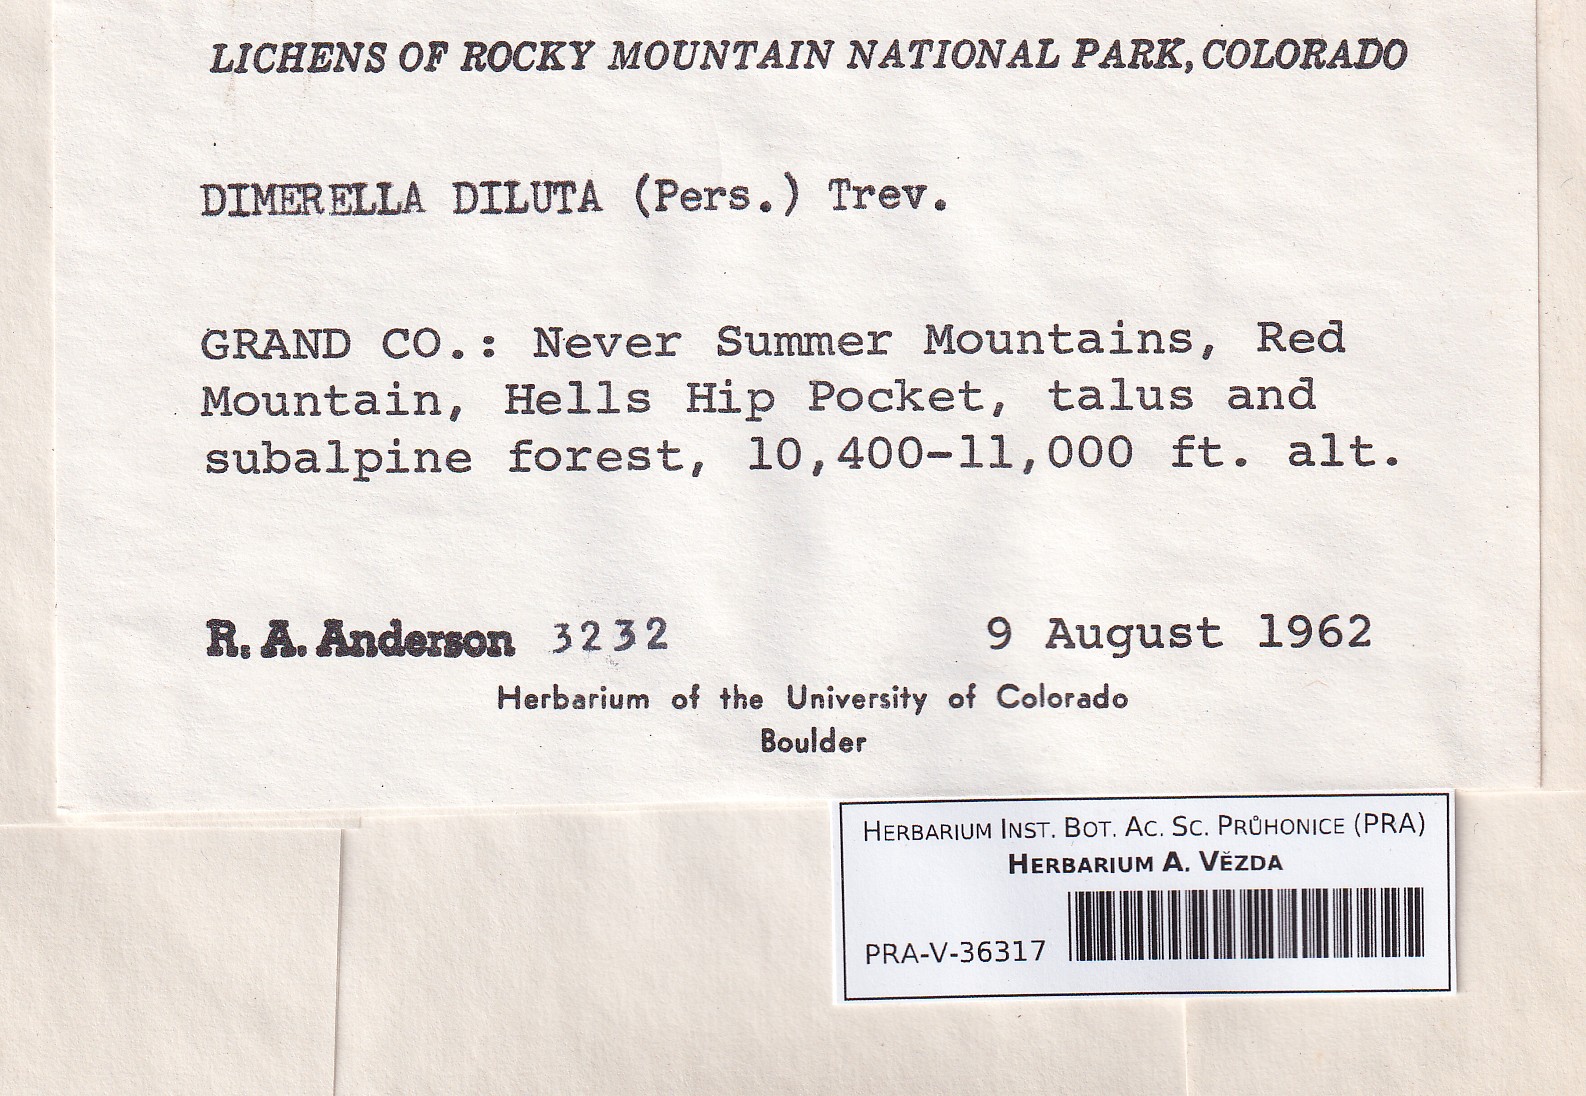 LICHENS OF ROCKY MOUNTAIN NATIONAL PARK, COLORADO
DIMERELLA DILUTA (Pers.) Trev.
GRAND CO.: Never Summer Mountains, Red
Mountain, Hells Hip Pocket, talus and
subalpine forest, 10,400-11,000 ft. alt.
R. A. Anderson 3232 9 August 1962
Herbarium of the University of Colorado
Boulder
HERBARIUM INST. BOT. AC. SC. PRŮHONICE (PRA)
HERBARIUM A. VĚZDA
PRA-V-36317